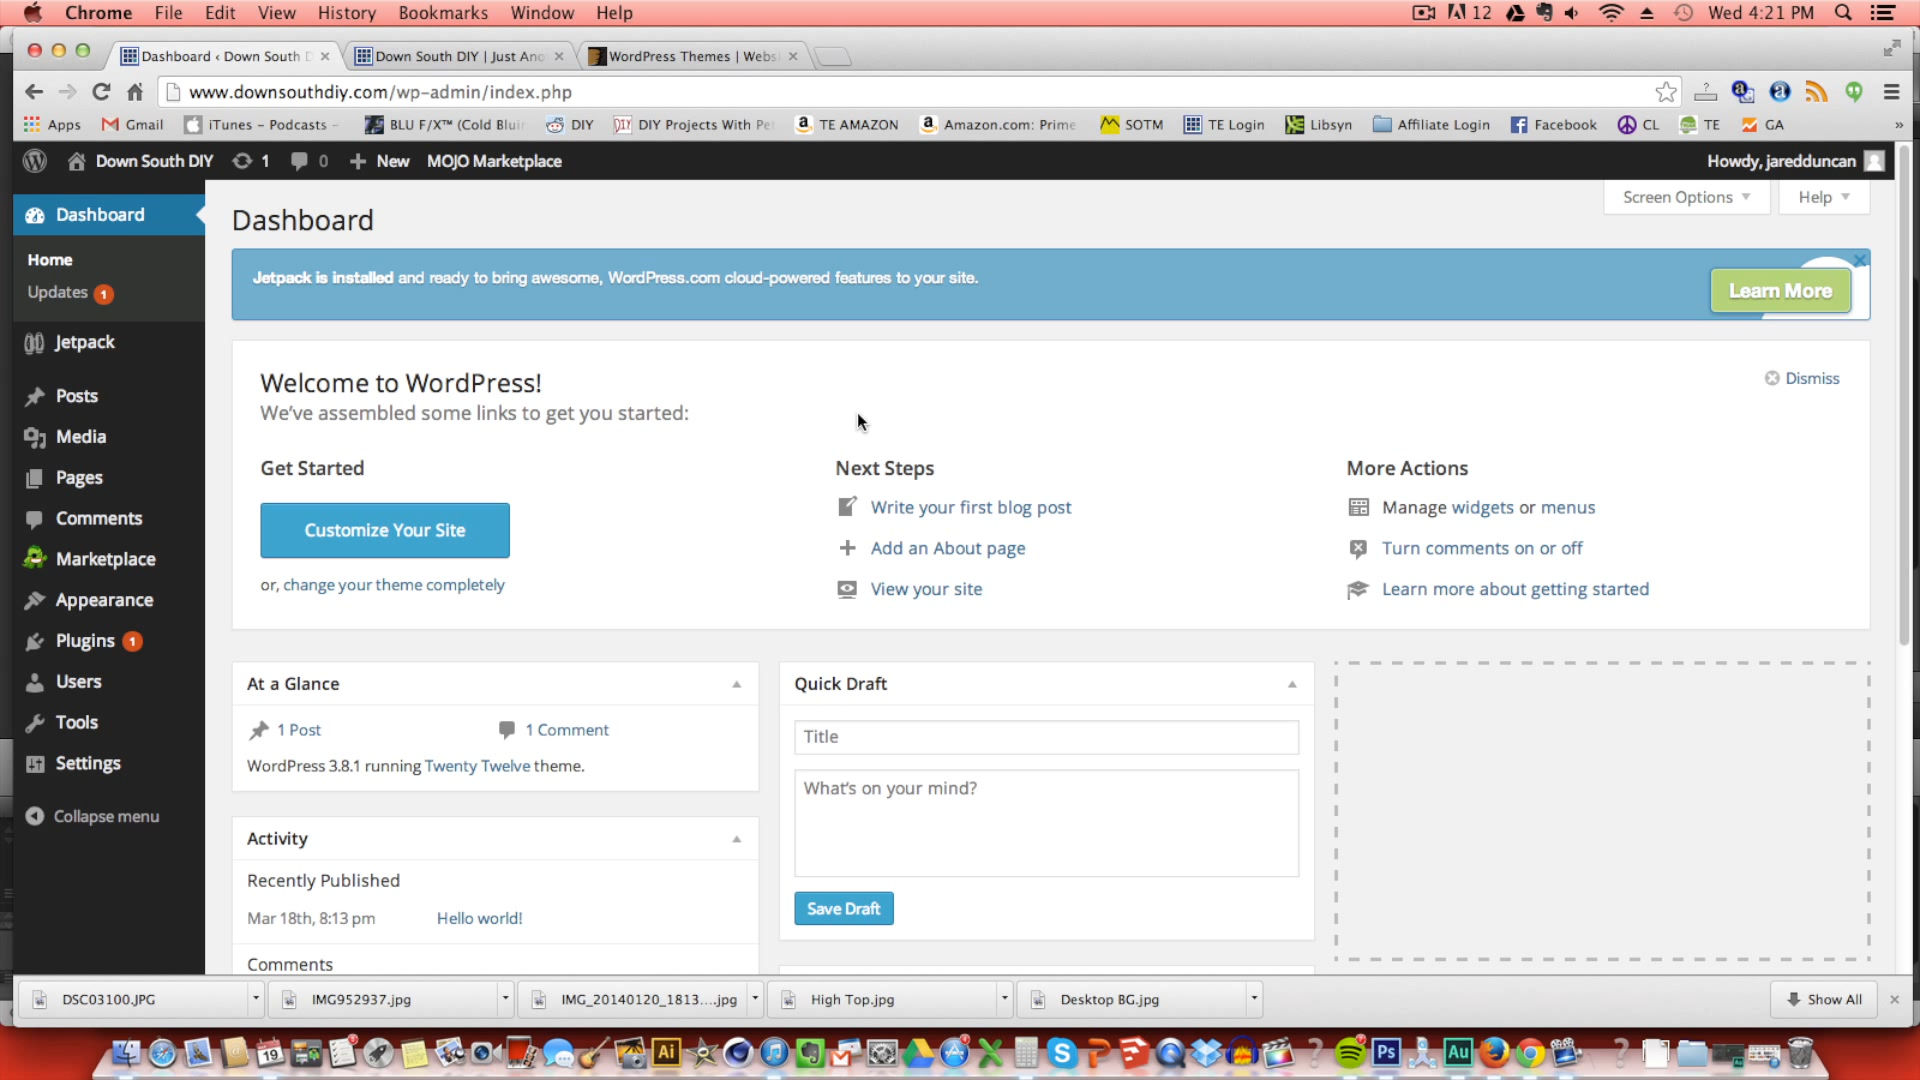 Chrome File Edit View History Bookmarks Window Help 12 Wed 4:21 PM
Dashboard ‹ Down South D Down South DIY | Just Ano WordPress Themes | Webs
www.downsouthdiy.com/wp-admin/index.php
Apps Gmail iTunes - Podcasts - BLU F/X™ (Cold Blui DIY DIY DIY Projects With Pe TE AMAZON Amazon.com: Prime SOTM TE Login Libsyn Affiliate Login Facebook CL TE GA »
Down South DIY 1 0 + New MOJO Marketplace Howdy, jaredduncan
Dashboard
Home
Updates 1
Jetpack
Posts
Media
Pages
Comments
Marketplace
Appearance
Plugins 1
Users
Tools
Settings
Collapse menu
Screen Options Help
Dashboard
Jetpack is installed and ready to bring awesome, WordPress.com cloud-powered features to your site.
Learn More
Welcome to WordPress!
Dismiss
We've assembled some links to get you started:
Get Started
Customize Your Site
or, change your theme completely
Next Steps
Write your first blog post
Add an About page
View your site
More Actions
Manage widgets or menus
Turn comments on or off
Learn more about getting started
At a Glance
1 Post 1 Comment
WordPress 3.8.1 running Twenty Twelve theme.
Activity
Recently Published
Mar 18th, 8:13 pm Hello world!
Comments
Quick Draft
Title
What's on your mind?
Save Draft
DSC03100.JPG IMG952937.jpg IMG_20140120_1813....jpg High Top.jpg Desktop BG.jpg Show All
19 Ai Ps Au